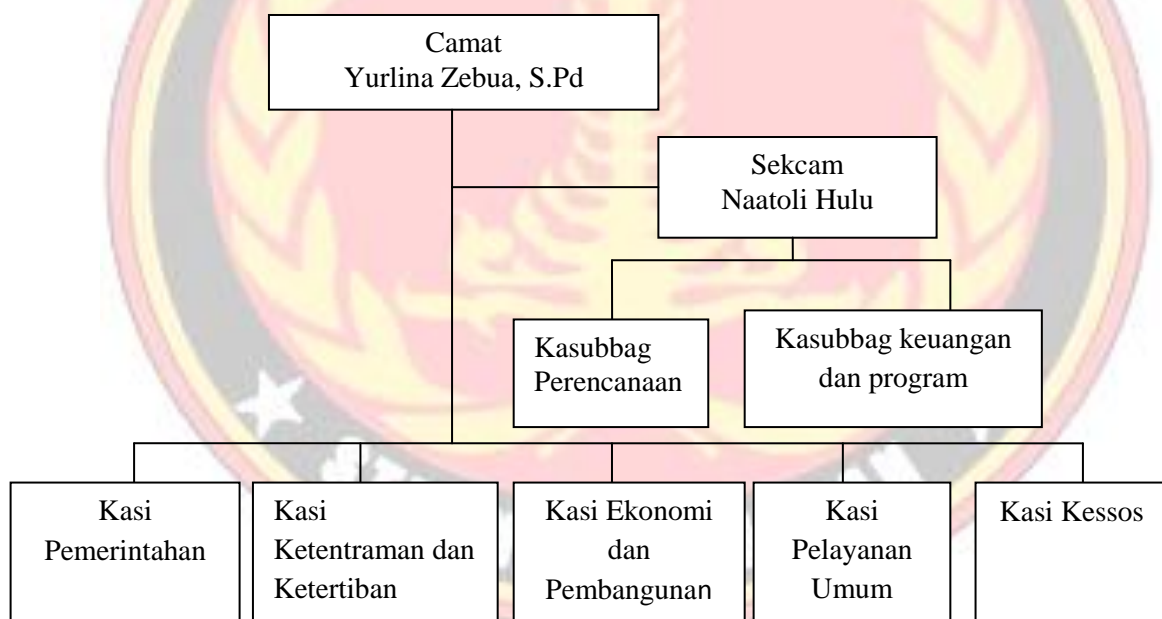 Camat
Yurlina Zebua, S.Pd
Sekcam
Naatoli Hulu
Kasubbag
Perencanaan
Kasubbag keuangan
dan program
Kasi
Pemerintahan
Kasi
Ketentraman dan
Ketertiban
Kasi Ekonomi
dan
Pembangunan
Kasi
Pelayanan
Umum
Kasi Kessos